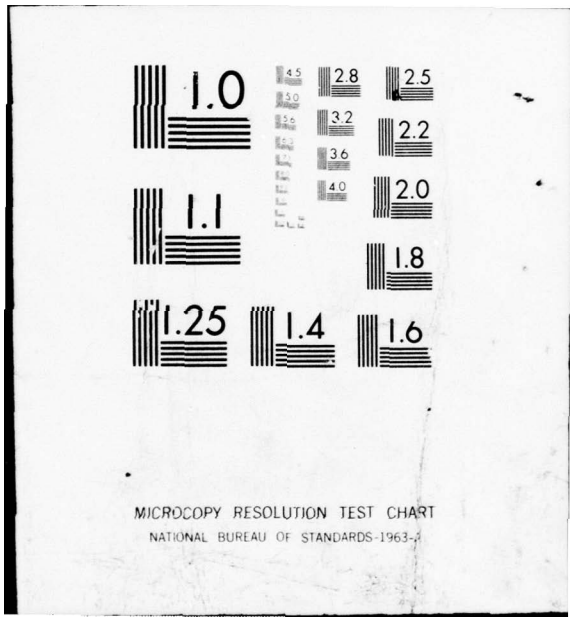 1.0
4.5 2.8 2.5
5.0
5.6 3.2 2.2
3.6
4.0 2.0
1.1
1.8
1.25 1.4 1.6
MICROCOPY RESOLUTION TEST CHART
NATIONAL BUREAU OF STANDARDS-1963-